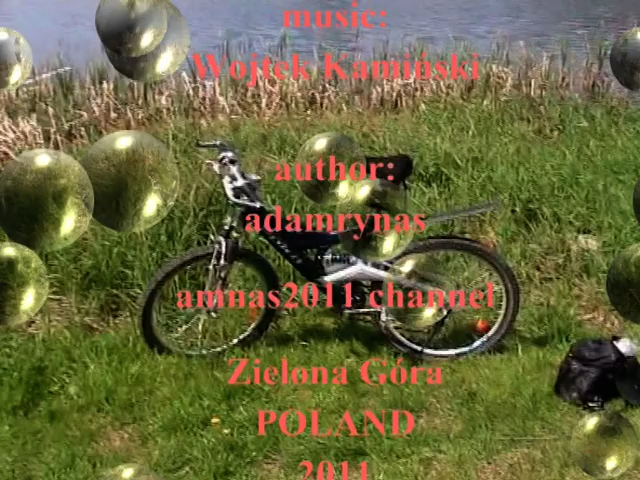 music:
Wojtek Kamiński
author:
adamrynas
amnas2011 channel
Zielona Góra
POLAND
2011